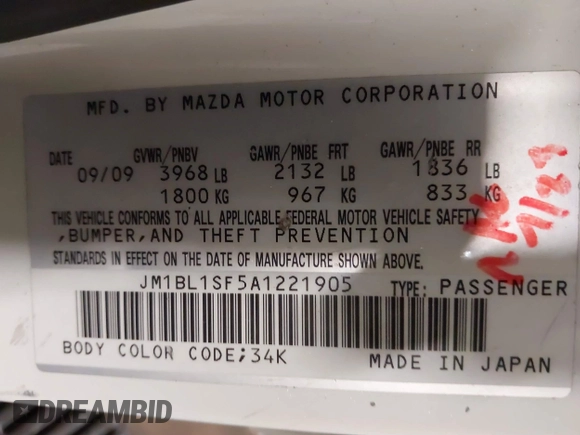 MFD. BY MAZDA MOTOR CORPORATION
DATE GVWR/PNBV GAWR/PNBE FRT GAWR/PNBE RR
09/09 3968 LB 2132 LB 1836 LB
1800 KG 967 KG 833 KG
THIS VEHICLE CONFORMS TO ALL APPLICABLE FEDERAL MOTOR VEHICLE SAFETY
,BUMPER,AND THEFT PREVENTION
STANDARDS IN EFFECT ON THE DATE OF MANUFACTURE SHOWN ABOVE.
JM1BL1SF5A1221905 TYPE: PASSENGER
BODY COLOR CODE;34K MADE IN JAPAN
DREAMBID